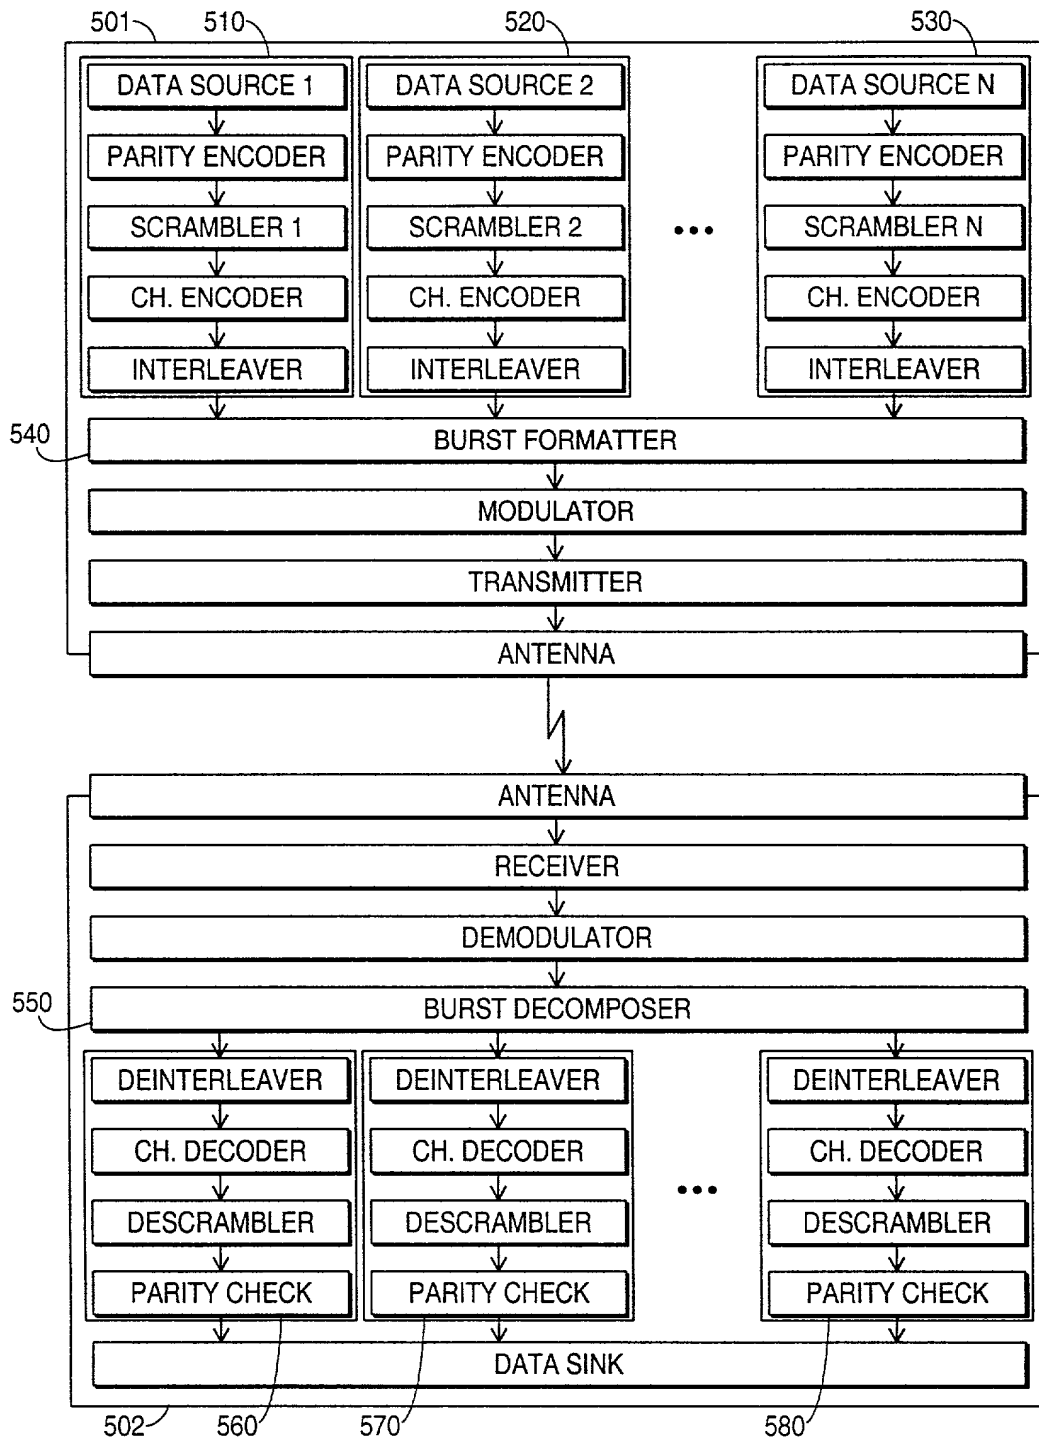 501 510 520 530
DATA SOURCE 1 DATA SOURCE 2 DATA SOURCE N
PARITY ENCODER PARITY ENCODER PARITY ENCODER
SCRAMBLER 1 SCRAMBLER 2 ••• SCRAMBLER N
CH. ENCODER CH. ENCODER CH. ENCODER
INTERLEAVER INTERLEAVER INTERLEAVER
540 BURST FORMATTER
MODULATOR
TRANSMITTER
ANTENNA
ANTENNA
RECEIVER
DEMODULATOR
550 BURST DECOMPOSER
DEINTERLEAVER DEINTERLEAVER DEINTERLEAVER
CH. DECODER CH. DECODER CH. DECODER
DESCRAMBLER DESCRAMBLER ••• DESCRAMBLER
PARITY CHECK PARITY CHECK PARITY CHECK
DATA SINK
502 560 570 580